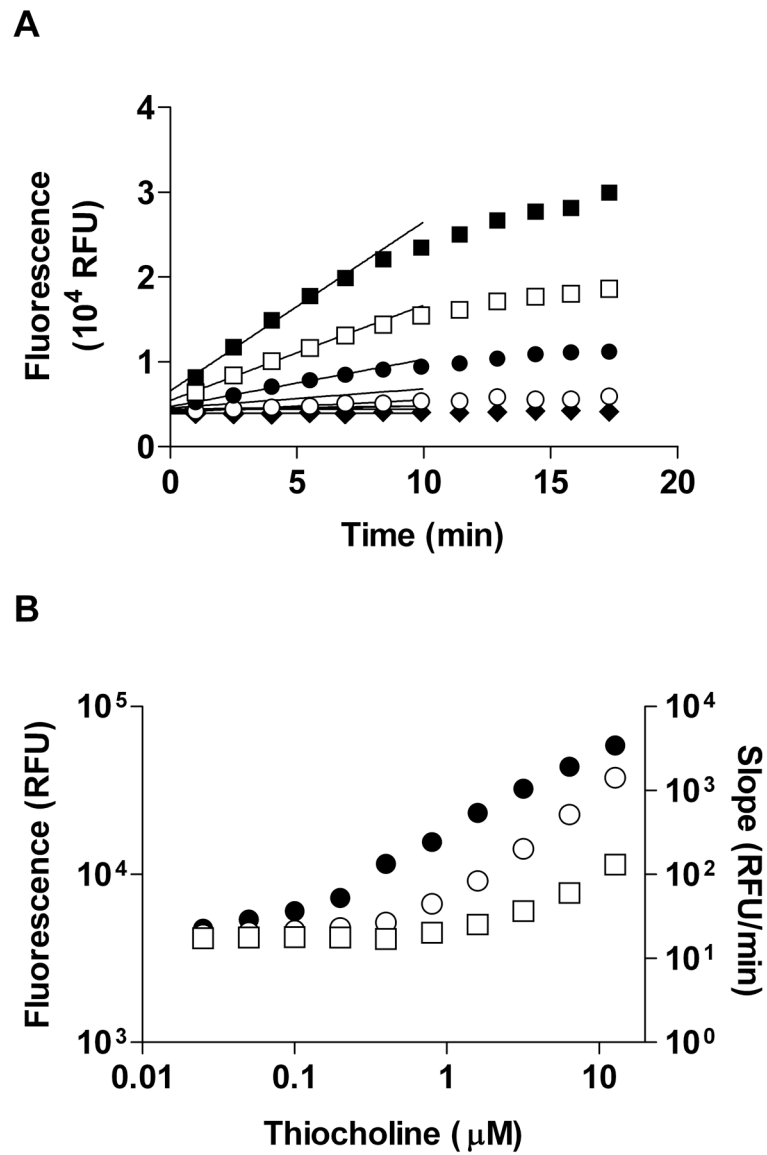 A
Fluorescence
(10⁴ RFU)
4
3
2
1
0
0 5 10 15 20
Time (min)
B
Fluorescence (RFU)
10⁵
10⁴
10³
10⁴
10³
10²
10¹
10⁰
Slope (RFU/min)
0.01 0.1 1 10
Thiocholine (μM)